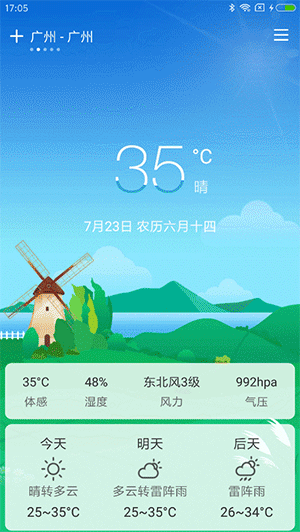 17:05
广州 - 广州
35°C
晴
7月23日 农历六月十四
35°C 48% 东北风3级 992hpa
体感 湿度 风力 气压
今天 明天 后天
晴转多云 多云转雷阵雨 雷阵雨
25~35°C 25~35°C 26~34°C